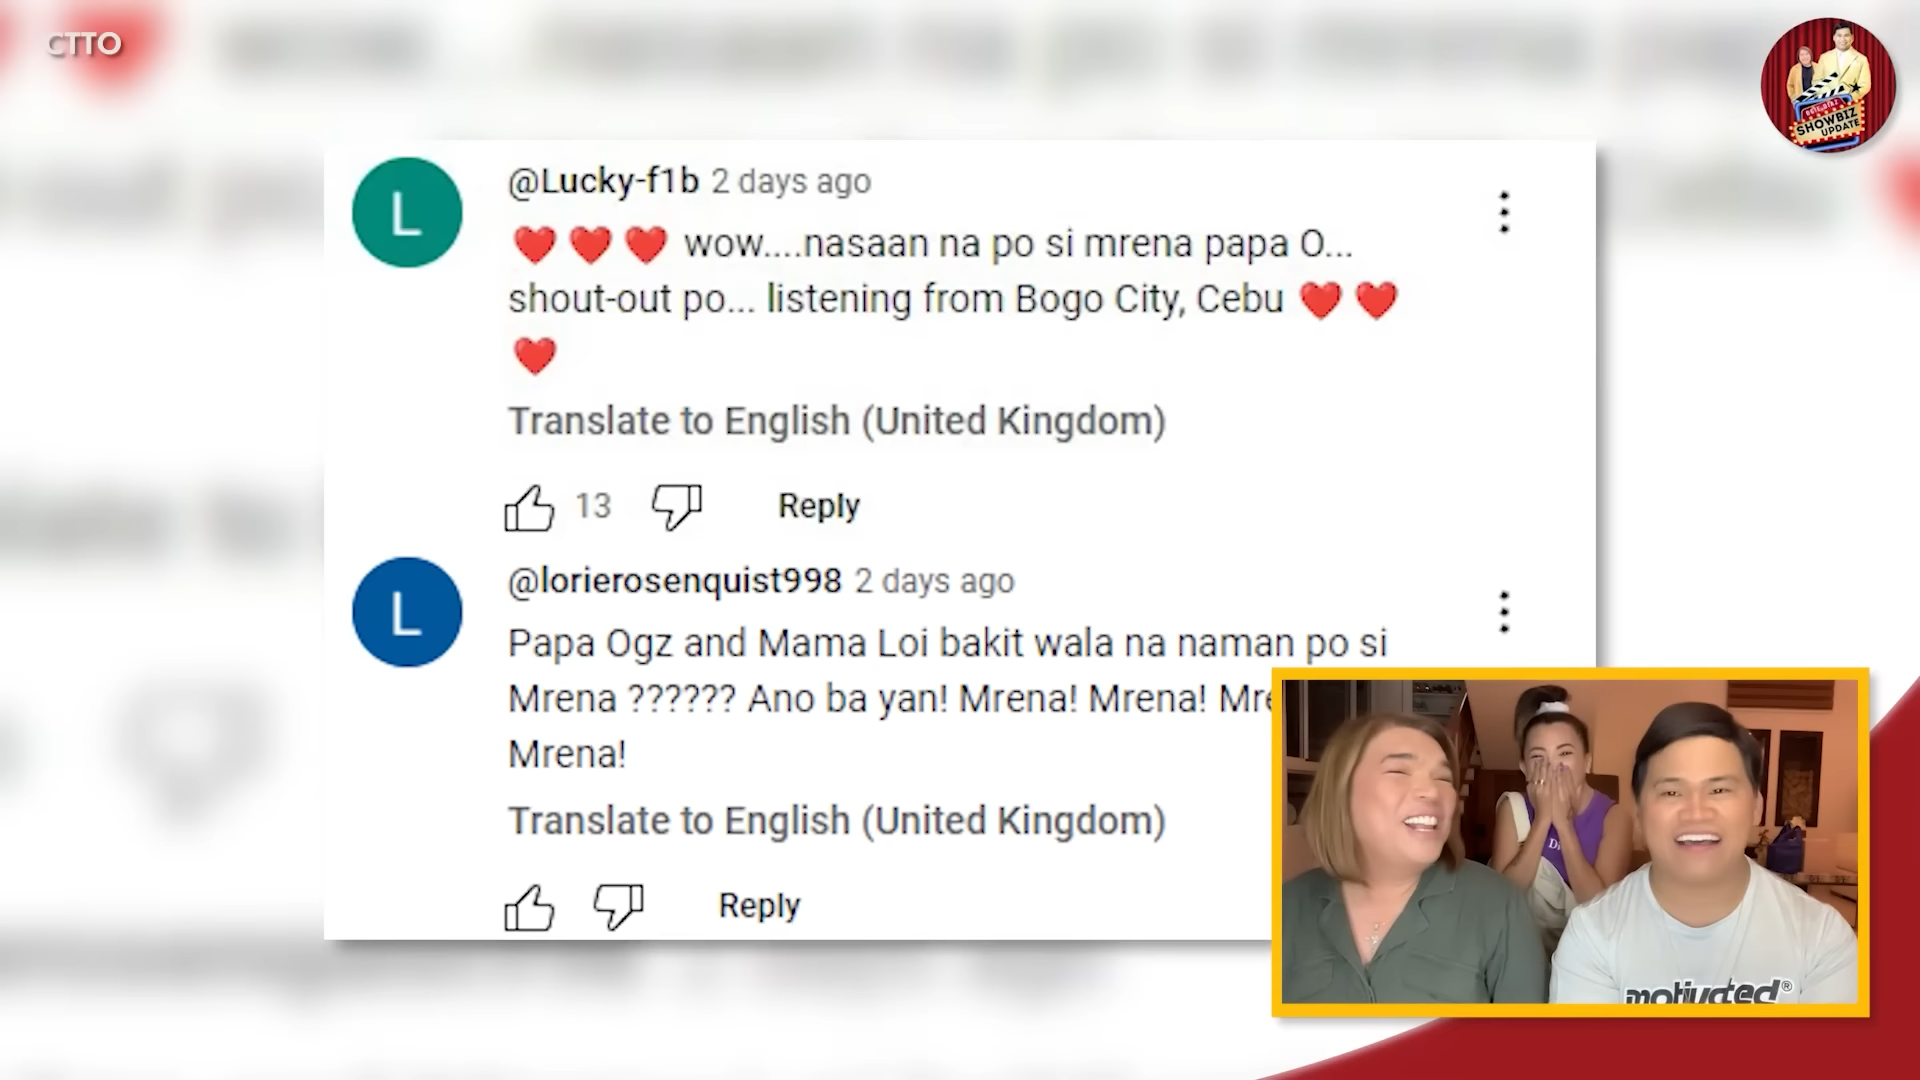 CTTO
SHOWBIZ
UPDATE
L
@Lucky-f1b 2 days ago
❤️❤️❤️ wow....nasaan na po si mrena papa O...
shout-out po... listening from Bogo City, Cebu ❤️❤️
❤️
Translate to English (United Kingdom)
13 Reply
L
@lorierosenquist998 2 days ago
Papa Ogz and Mama Loi bakit wala na naman po si
Mrena ?????? Ano ba yan! Mrena! Mrena! Mre
Mrena!
Translate to English (United Kingdom)
Reply
motivated®